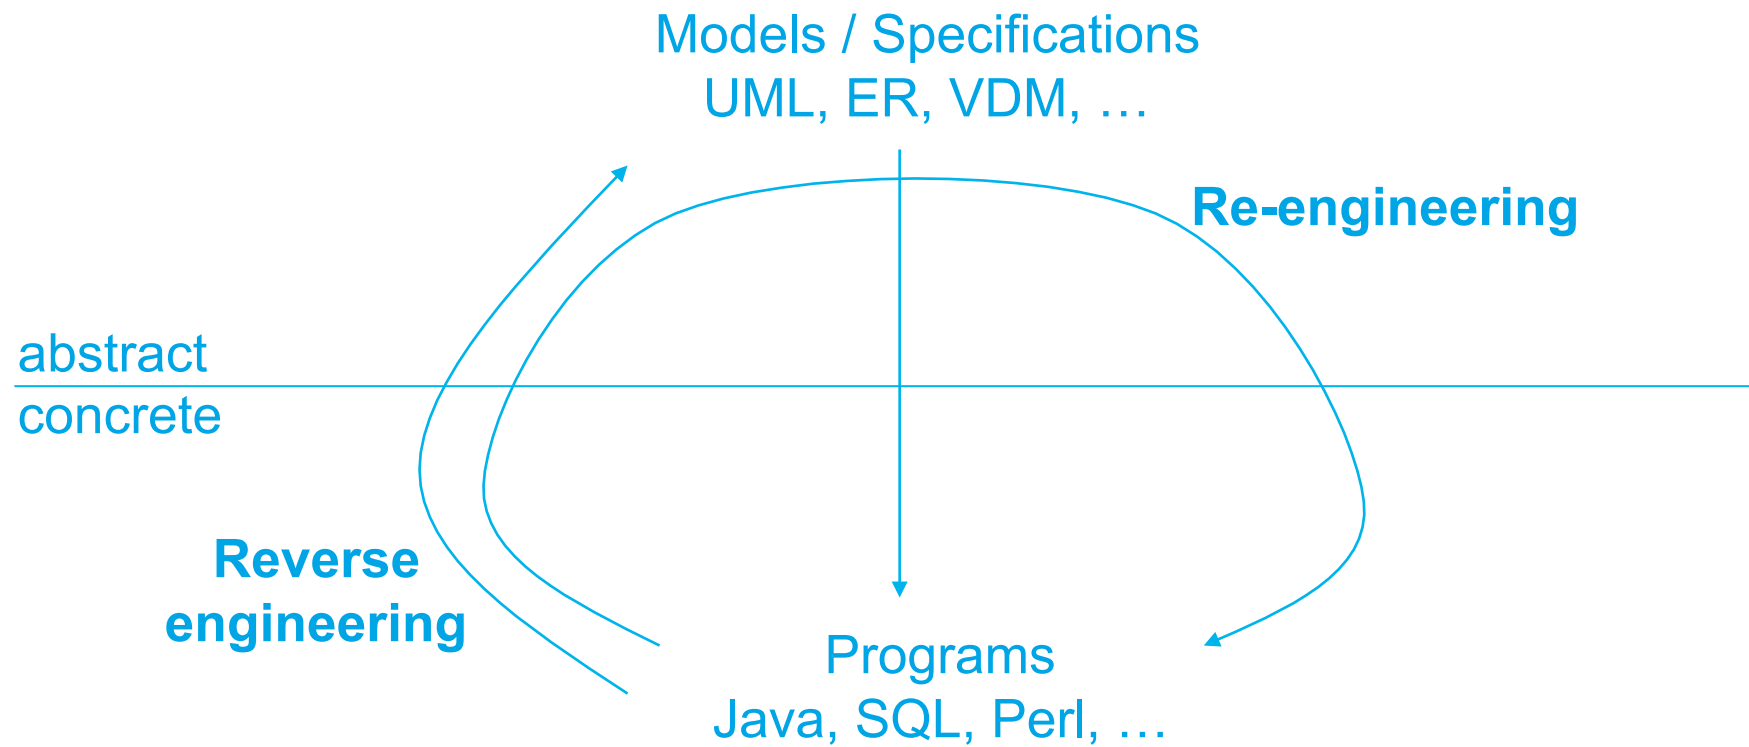 Models / Specifications
UML, ER, VDM, …
Re-engineering
abstract
concrete
Reverse
engineering
Programs
Java, SQL, Perl, …